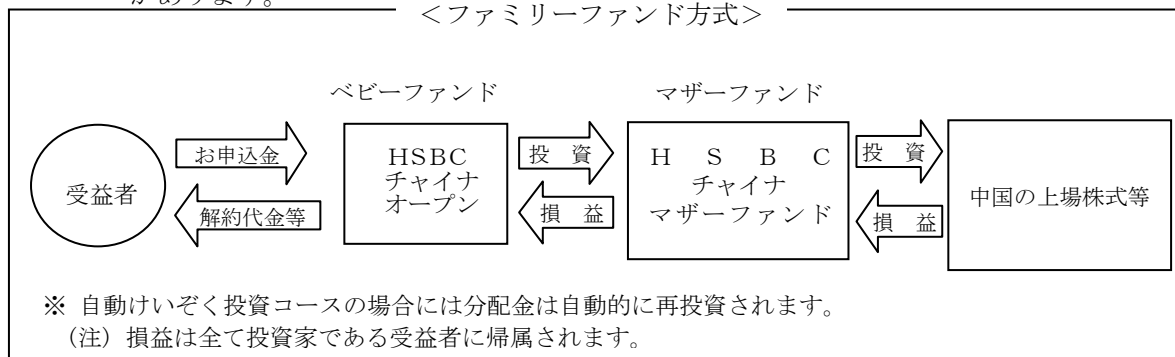 があります。
＜ファミリーファンド方式＞
ベビーファンド
マザーファンド
受益者
お申込金
解約代金等
ＨＳＢＣ
チャイナ
オープン
投　資
損　益
Ｈ　Ｓ　Ｂ　Ｃ
チャイナ
マザーファンド
投　資
損　益
中国の上場株式等
※ 自動けいぞく投資コースの場合には分配金は自動的に再投資されます。
（注）損益は全て投資家である受益者に帰属されます。